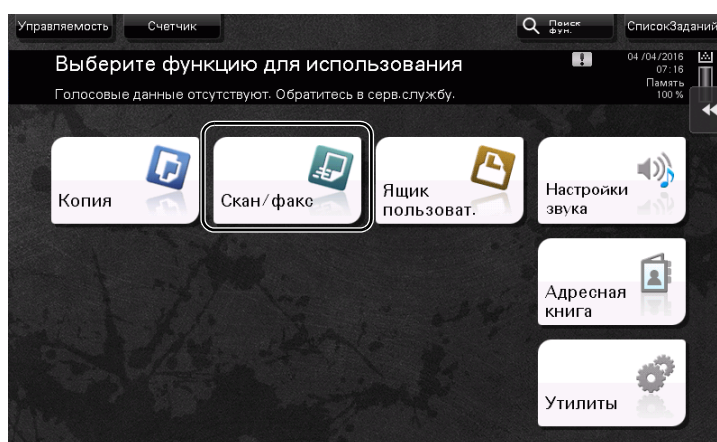 Управляемость
Счетчик
Поиск
фун.
СписокЗаданий
Выберите функцию для использования
04/04/2016
07:16
Память
100 %
Голосовые данные отсутствуют. Обратитесь в серв.службу.
Копия
Скан/факс
Ящик
пользоват.
Настройки
звука
Адресная
книга
Утилиты